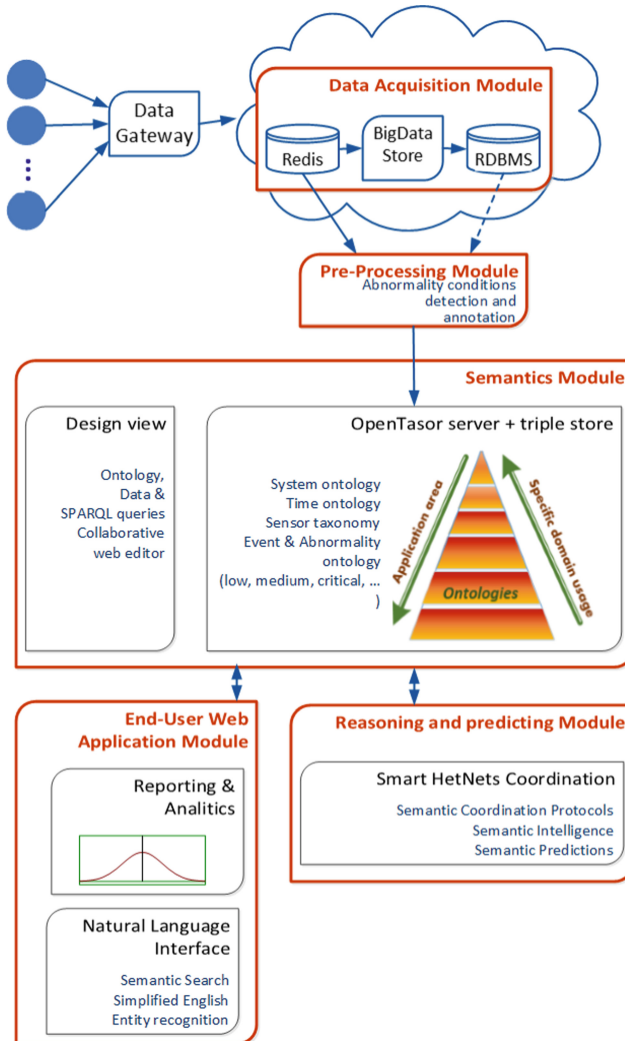 Data Acquisition Module
Data
Gateway
Redis
BigData
Store
RDBMS
Pre-Processing Module
Abnormality conditions
detection and
annotation
Semantics Module
Design view
Ontology,
Data &
SPARQL queries
Collaborative
web editor
OpenTasor server + triple store
System ontology
Time ontology
Sensor taxonomy
Event & Abnormality
ontology
(low, medium, critical, ...
)
Application area
Specific domain usage
Ontologies
End-User Web
Application Module
Reporting &
Analitics
Natural Language
Interface
Semantic Search
Simplified English
Entity recognition
Reasoning and predicting Module
Smart HetNets Coordination
Semantic Coordination Protocols
Semantic Intelligence
Semantic Predictions